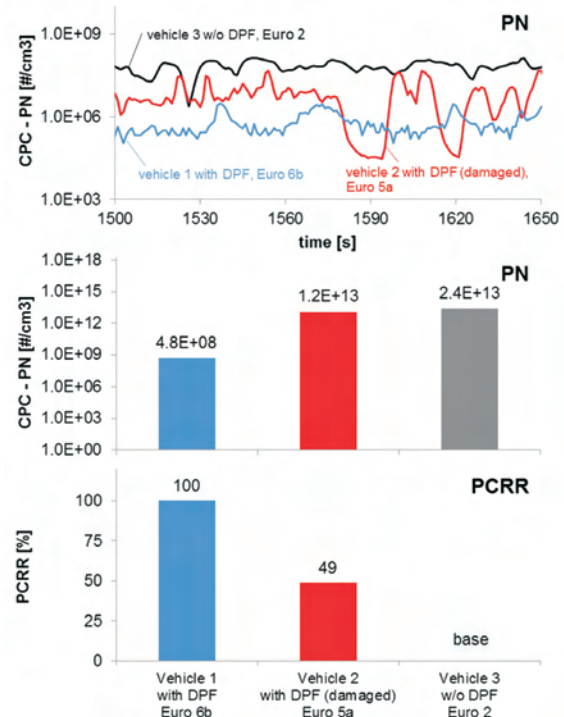 PN
1.0E+09
1.0E+06
1.0E+03
CPC - PN [#/cm3]
vehicle 3 w/o DPF, Euro 2
vehicle 1 with DPF, Euro 6b
vehicle 2 with DPF (damaged),
Euro 5a
1500 1530 1560 1590 1620 1650
time [s]
PN
1.0E+18
1.0E+15
1.0E+12
1.0E+09
1.0E+06
1.0E+03
1.0E+00
CPC - PN [#/cm3]
4.8E+08
1.2E+13
2.4E+13
PCRR
100
75
50
25
0
PCRR [%]
100
49
base
Vehicle 1
with DPF
Euro 6b
Vehicle 2
with DPF (damaged)
Euro 5a
Vehicle 3
w/o DPF
Euro 2